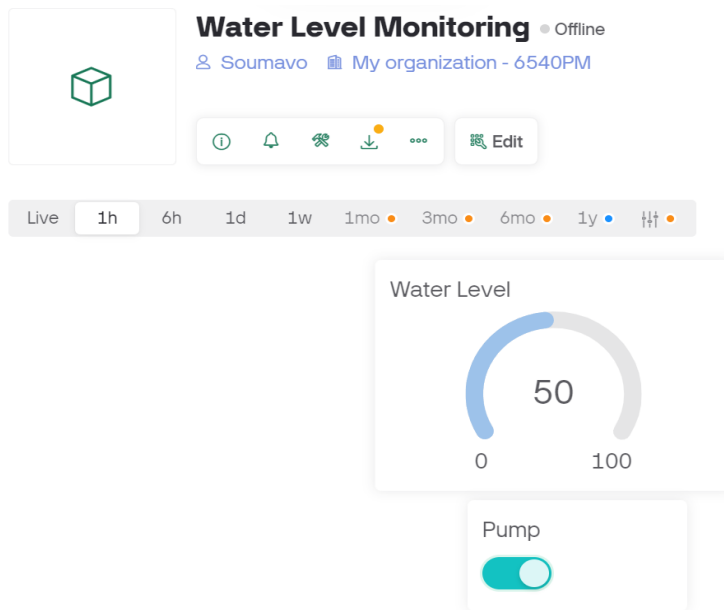 Water Level Monitoring Offline
Soumavo My organization - 6540PM
Edit
Live 1h 6h 1d 1w 1mo 3mo 6mo 1y
Water Level
50
0 100
Pump